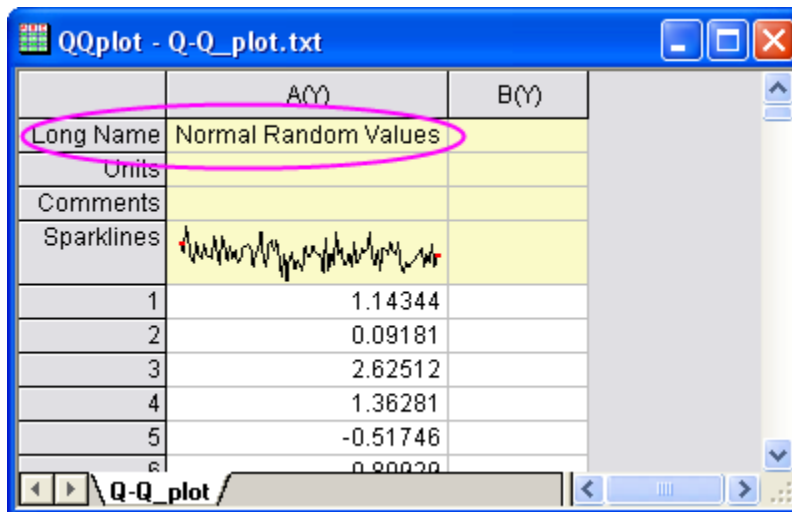 QQplot - Q-Q_plot.txt
A(Y) B(Y)
Long Name Normal Random Values
Units
Comments
Sparklines
1 1.14344
2 0.09181
3 2.62512
4 1.36281
5 -0.51746
6
Q-Q_plot